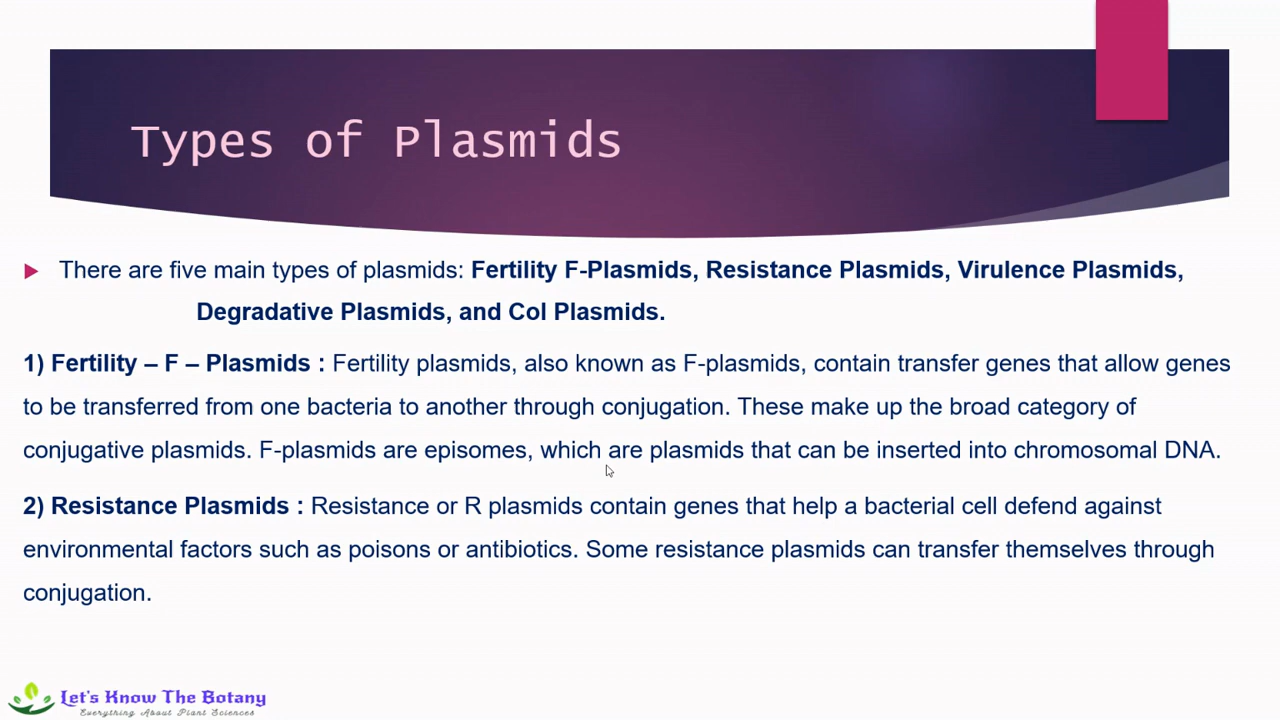 Types of Plasmids
There are five main types of plasmids: Fertility F-Plasmids, Resistance Plasmids, Virulence Plasmids,
Degradative Plasmids, and Col Plasmids.
1) Fertility – F – Plasmids : Fertility plasmids, also known as F-plasmids, contain transfer genes that allow genes
to be transferred from one bacteria to another through conjugation. These make up the broad category of
conjugative plasmids. F-plasmids are episomes, which are plasmids that can be inserted into chromosomal DNA.
2) Resistance Plasmids : Resistance or R plasmids contain genes that help a bacterial cell defend against
environmental factors such as poisons or antibiotics. Some resistance plasmids can transfer themselves through
conjugation.
Let's Know The Botany
Everything About Plant Sciences